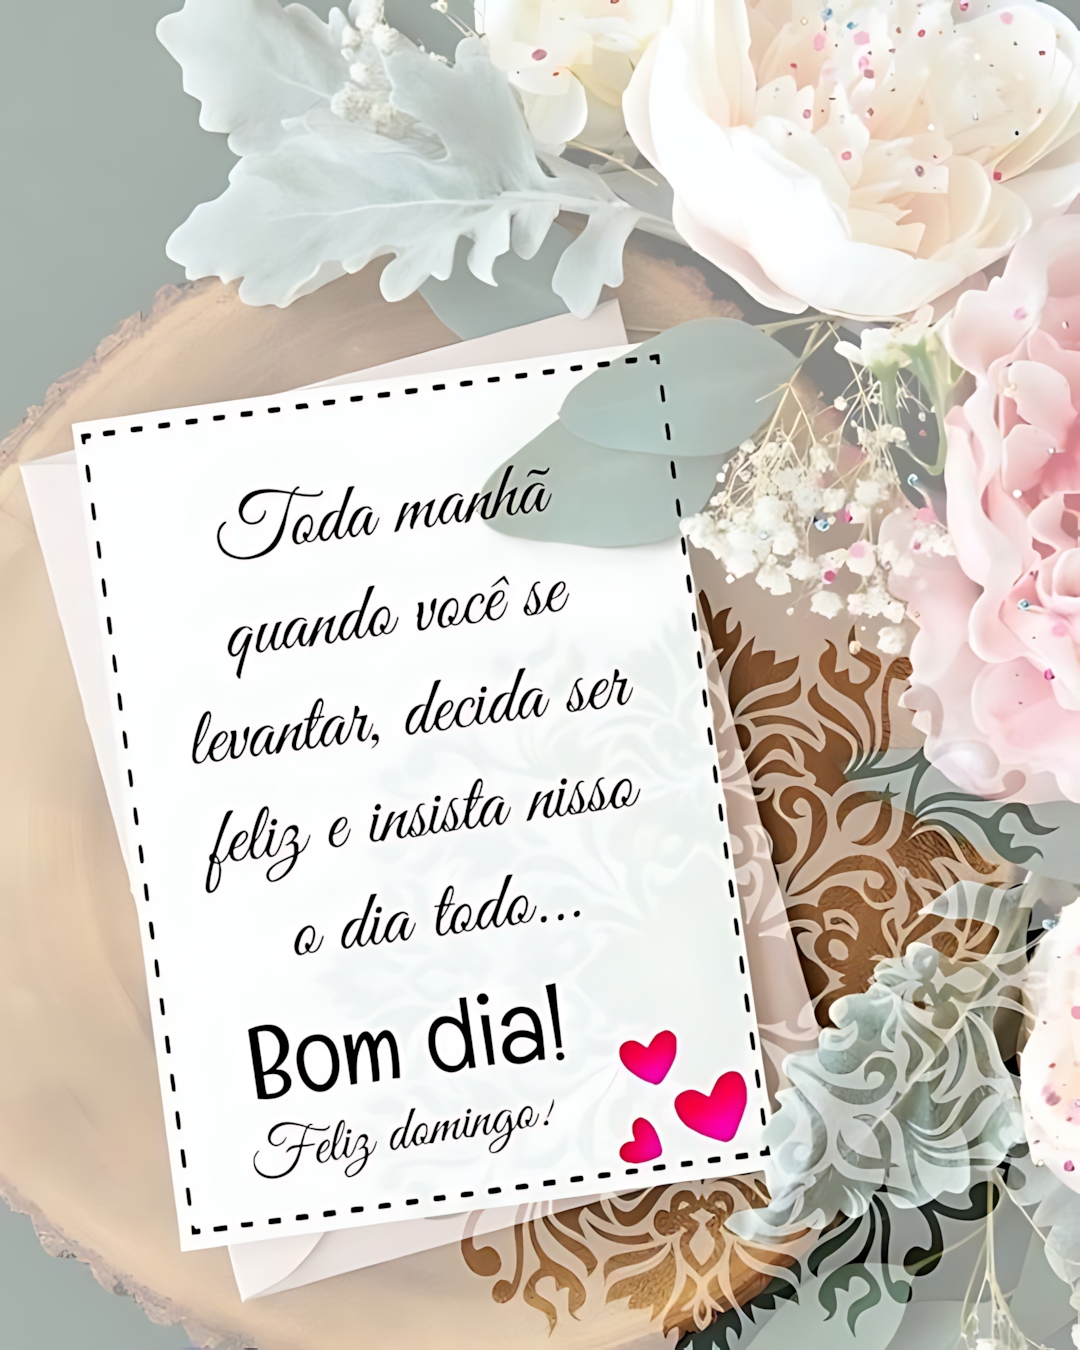 Toda manhã
quando você se
levantar, decida ser
feliz e insista nisso
o dia todo...
Bom dia!
Feliz domingo!